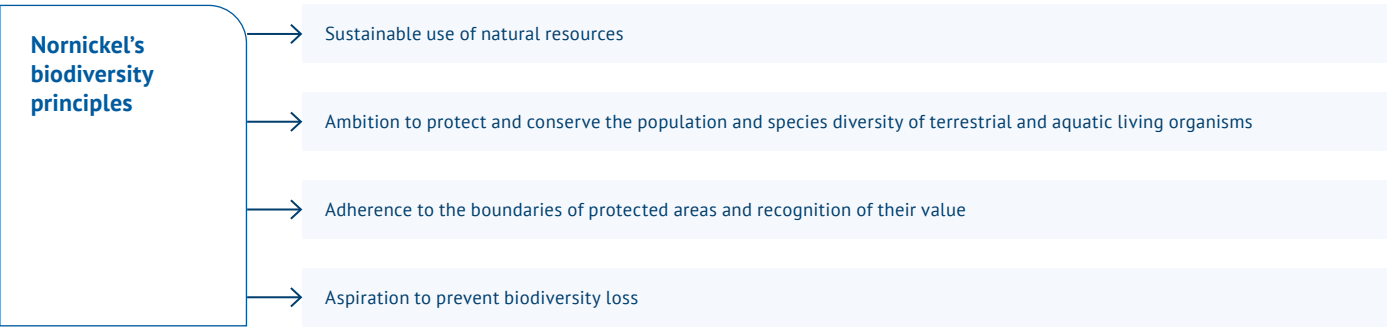 Nornickel’s
biodiversity
principles
Sustainable use of natural resources
Ambition to protect and conserve the population and species diversity of terrestrial and aquatic living organisms
Adherence to the boundaries of protected areas and recognition of their value
Aspiration to prevent biodiversity loss